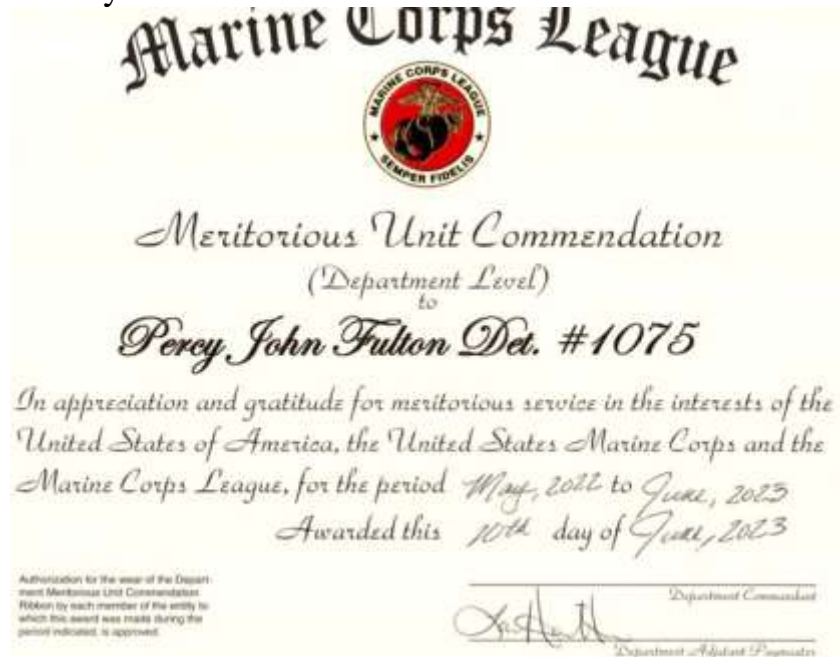 Marine Corps League
MARINE CORPS LEAGUE
SEMPER FIDELIS
Meritorious Unit Commendation
(Department Level)
to
Percy John Fulton Det. #1075
In appreciation and gratitude for meritorious service in the interests of the
United States of America, the United States Marine Corps and the
Marine Corps League, for the period May, 2022 to June, 2023
Awarded this 10th day of June, 2023
Authorization for the wear of the Depart-
ment Meritorious Unit Commendation
Ribbon by each member of the entity to
which this award was made during the
period indicated, is approved.
Department Commandant
Department Adjutant Paymaster